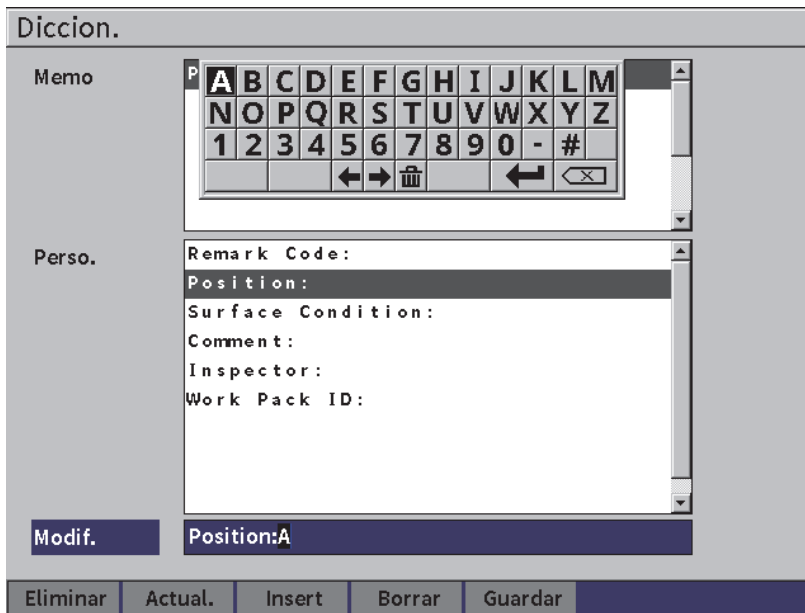 Diccion.
Memo
P
A B C D E F G H I J K L M
N O P Q R S T U V W X Y Z
1 2 3 4 5 6 7 8 9 0 - #
Perso.
Remark Code:
Position:
Surface Condition:
Comment:
Inspector:
Work Pack ID:
Modif. Position:A
Eliminar Actual. Insert Borrar Guardar